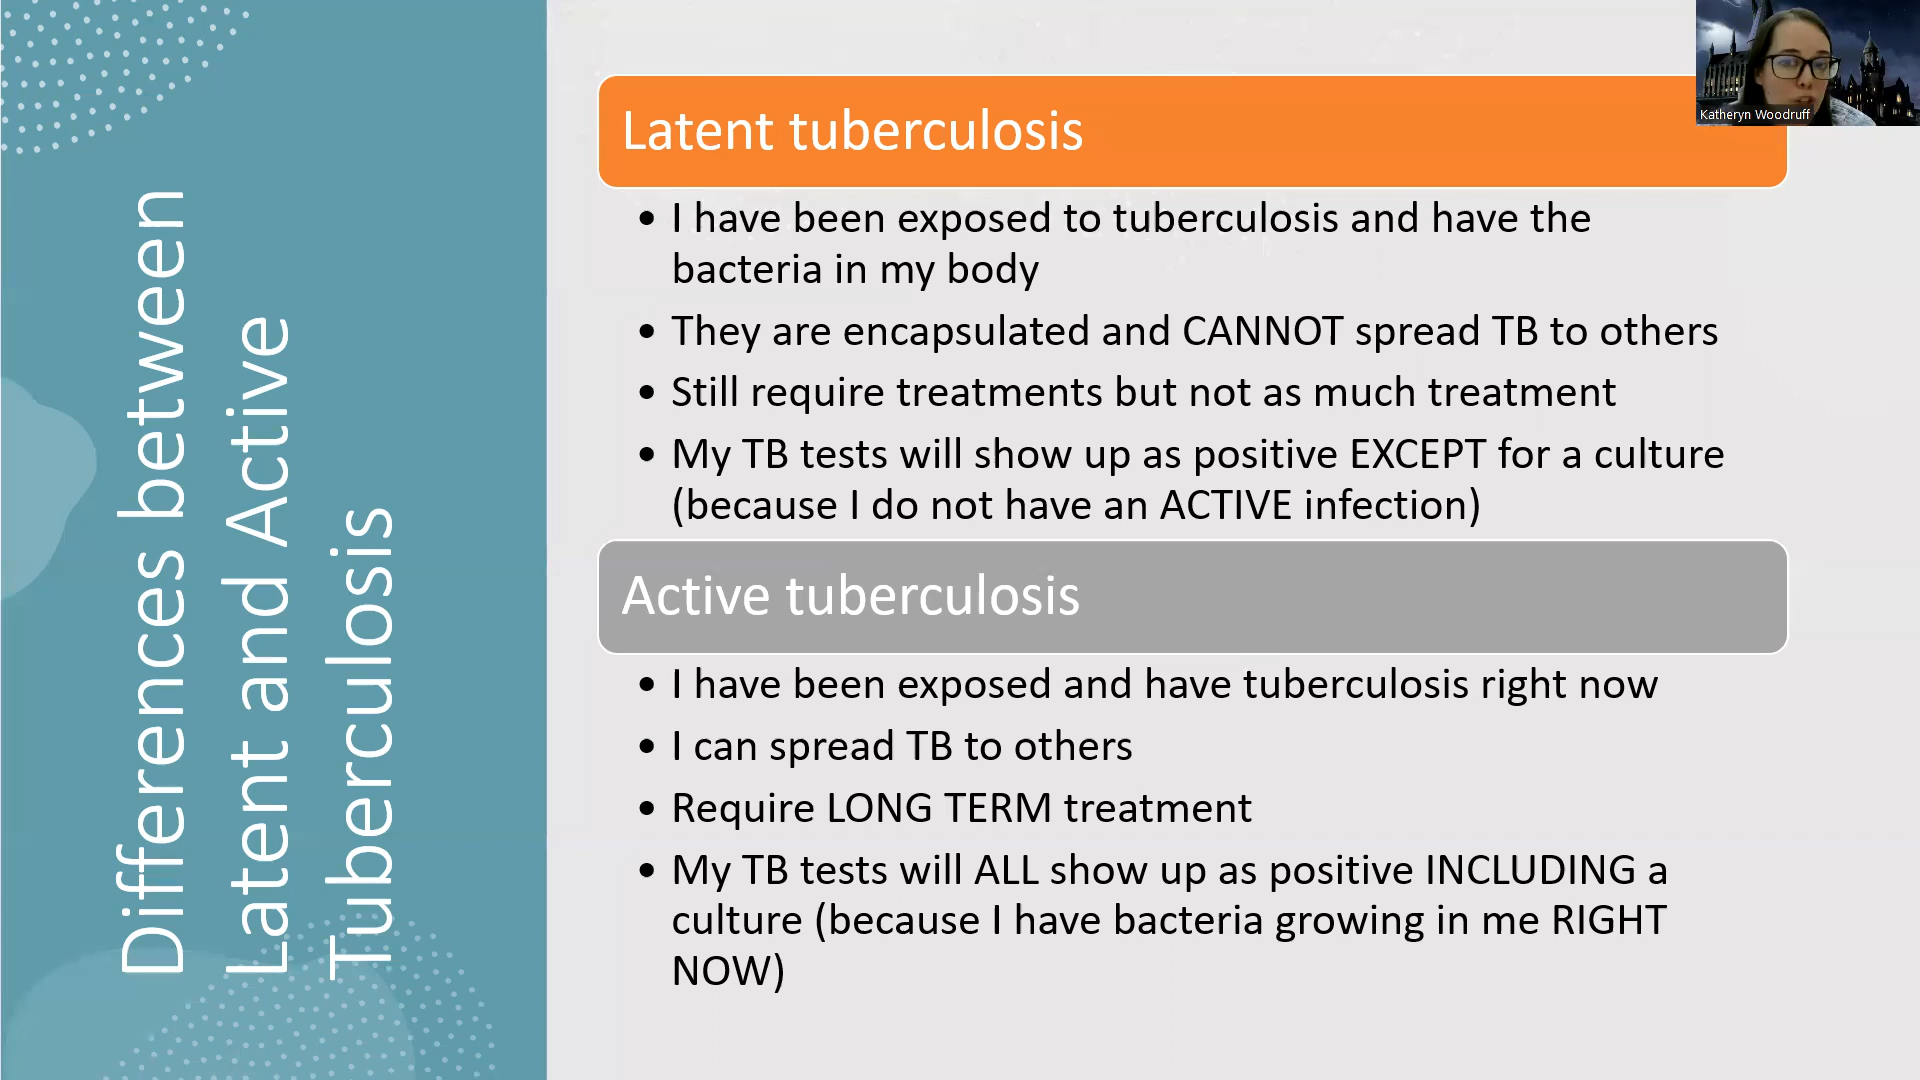 Differences between
Latent and Active
Tuberculosis
Latent tuberculosis
• I have been exposed to tuberculosis and have the
bacteria in my body
• They are encapsulated and CANNOT spread TB to others
• Still require treatments but not as much treatment
• My TB tests will show up as positive EXCEPT for a culture
(because I do not have an ACTIVE infection)
Active tuberculosis
• I have been exposed and have tuberculosis right now
• I can spread TB to others
• Require LONG TERM treatment
• My TB tests will ALL show up as positive INCLUDING a
culture (because I have bacteria growing in me RIGHT
NOW)
Katheryn Woodruff